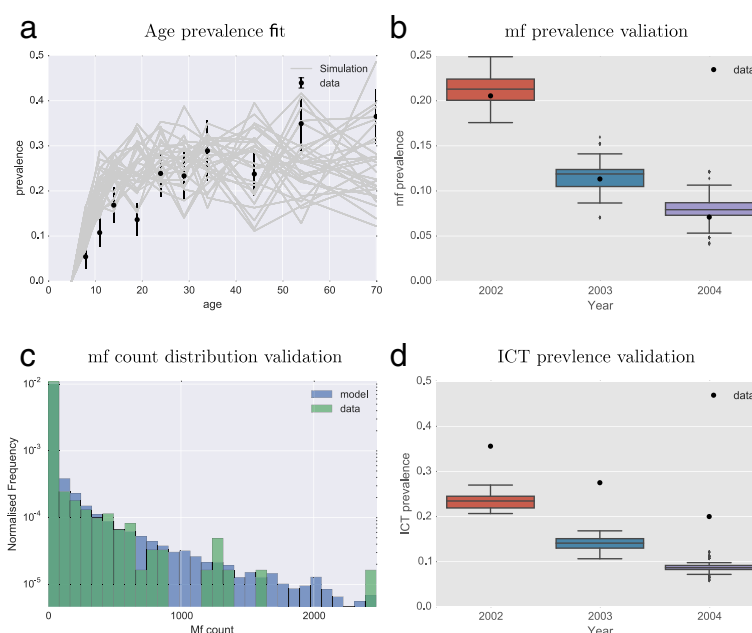 a
Age prevalence fit
0.5
0.4
0.3
0.2
0.1
0.0
prevalence
0 10 20 30 40 50 60 70
age
Simulation
data
b
mf prevalence valiation
0.25
0.20
0.15
0.10
0.05
0.00
mf prevalence
2002 2003 2004
Year
data
c
mf count distribution validation
10⁻²
10⁻³
10⁻⁴
10⁻⁵
Normalised Frequency
0 1000 2000
Mf count
model
data
d
ICT prevlence validation
0.5
0.4
0.3
0.2
0.1
0.0
ICT prevalence
2002 2003 2004
Year
data